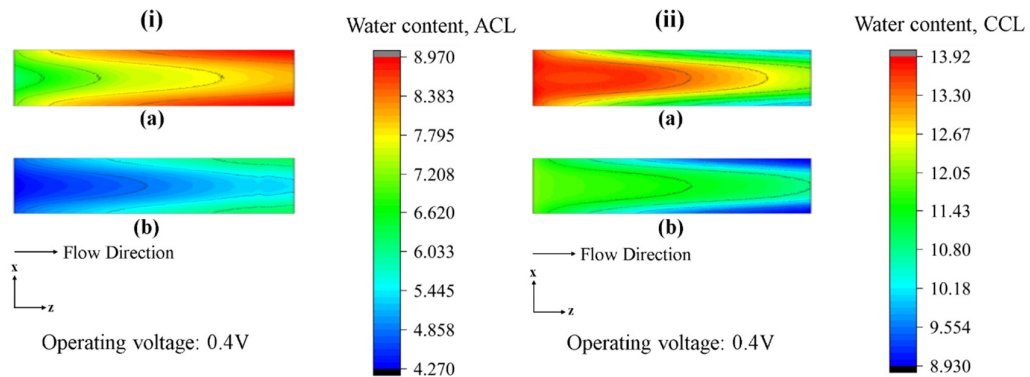 (i)
Water content, ACL
(a)
(b)
Flow Direction
x
z
Operating voltage: 0.4V
8.970
8.383
7.795
7.208
6.620
6.033
5.445
4.858
4.270
(ii)
Water content, CCL
(a)
(b)
Flow Direction
x
z
Operating voltage: 0.4V
13.92
13.30
12.67
12.05
11.43
10.80
10.18
9.554
8.930